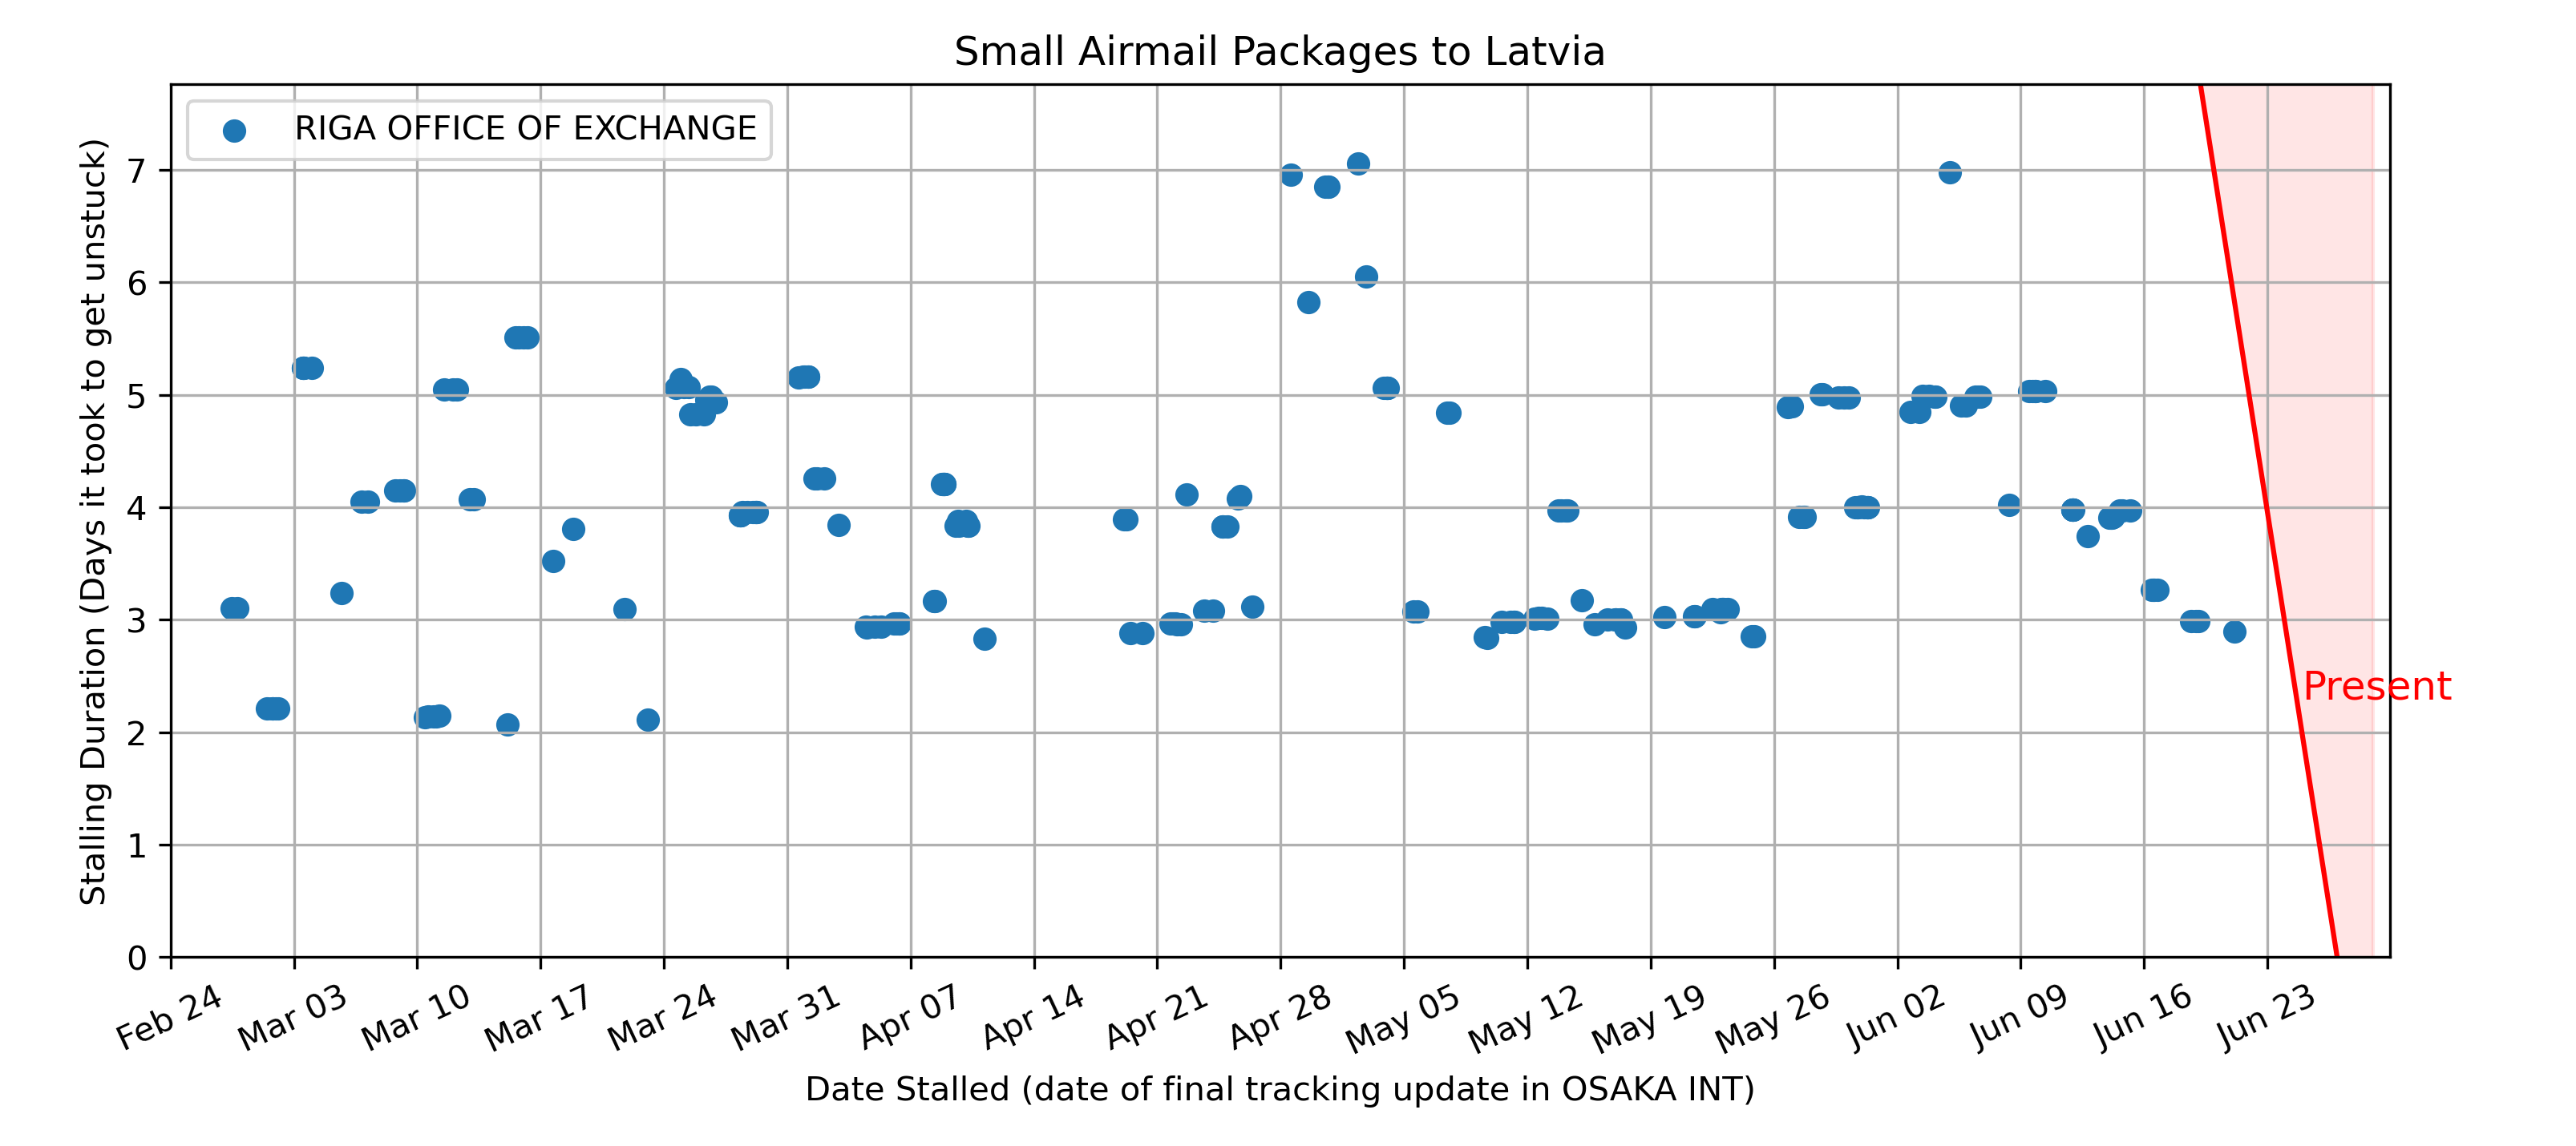 Small Airmail Packages to Latvia
RIGA OFFICE OF EXCHANGE
Stalling Duration (Days it took to get unstuck)
7
6
5
4
3
2
1
0
Present
Feb 24
Mar 03
Mar 10
Mar 17
Mar 24
Mar 31
Apr 07
Apr 14
Apr 21
Apr 28
May 05
May 12
May 19
May 26
Jun 02
Jun 09
Jun 16
Jun 23
Date Stalled (date of final tracking update in OSAKA INT)